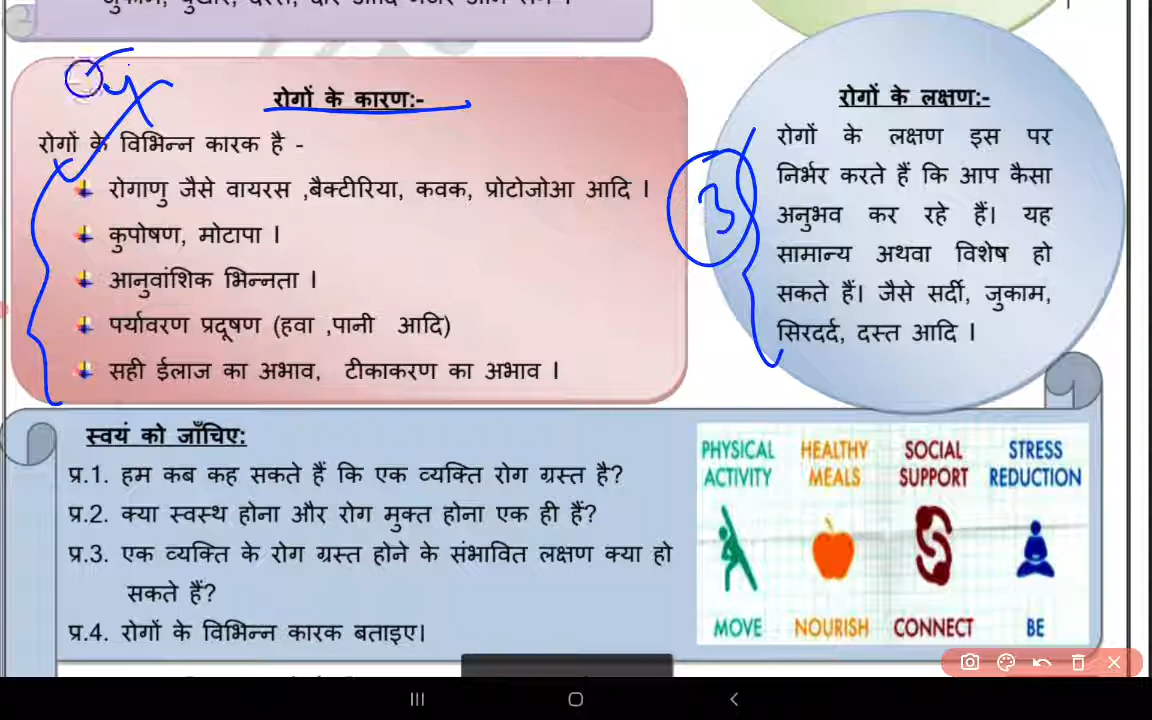 रोगों के कारण:-
रोगों के विभिन्न कारक है -
रोगाणु जैसे वायरस ,बैक्टीरिया, कवक, प्रोटोजोआ आदि ।
कुपोषण, मोटापा ।
आनुवांशिक भिन्नता ।
पर्यावरण प्रदूषण (हवा ,पानी आदि)
सही ईलाज का अभाव, टीकाकरण का अभाव ।
3
रोगों के लक्षण:-
रोगों के लक्षण इस पर
निर्भर करते हैं कि आप कैसा
अनुभव कर रहे हैं। यह
सामान्य अथवा विशेष हो
सकते हैं। जैसे सर्दी, जुकाम,
सिरदर्द, दस्त आदि ।
स्वयं को जाँचिए:
प्र.1. हम कब कह सकते हैं कि एक व्यक्ति रोग ग्रस्त है?
प्र.2. क्या स्वस्थ होना और रोग मुक्त होना एक ही हैं?
प्र.3. एक व्यक्ति के रोग ग्रस्त होने के संभावित लक्षण क्या हो
सकते हैं?
प्र.4. रोगों के विभिन्न कारक बताइए।
PHYSICAL ACTIVITY
MOVE
HEALTHY MEALS
NOURISH
SOCIAL SUPPORT
CONNECT
STRESS REDUCTION
BE